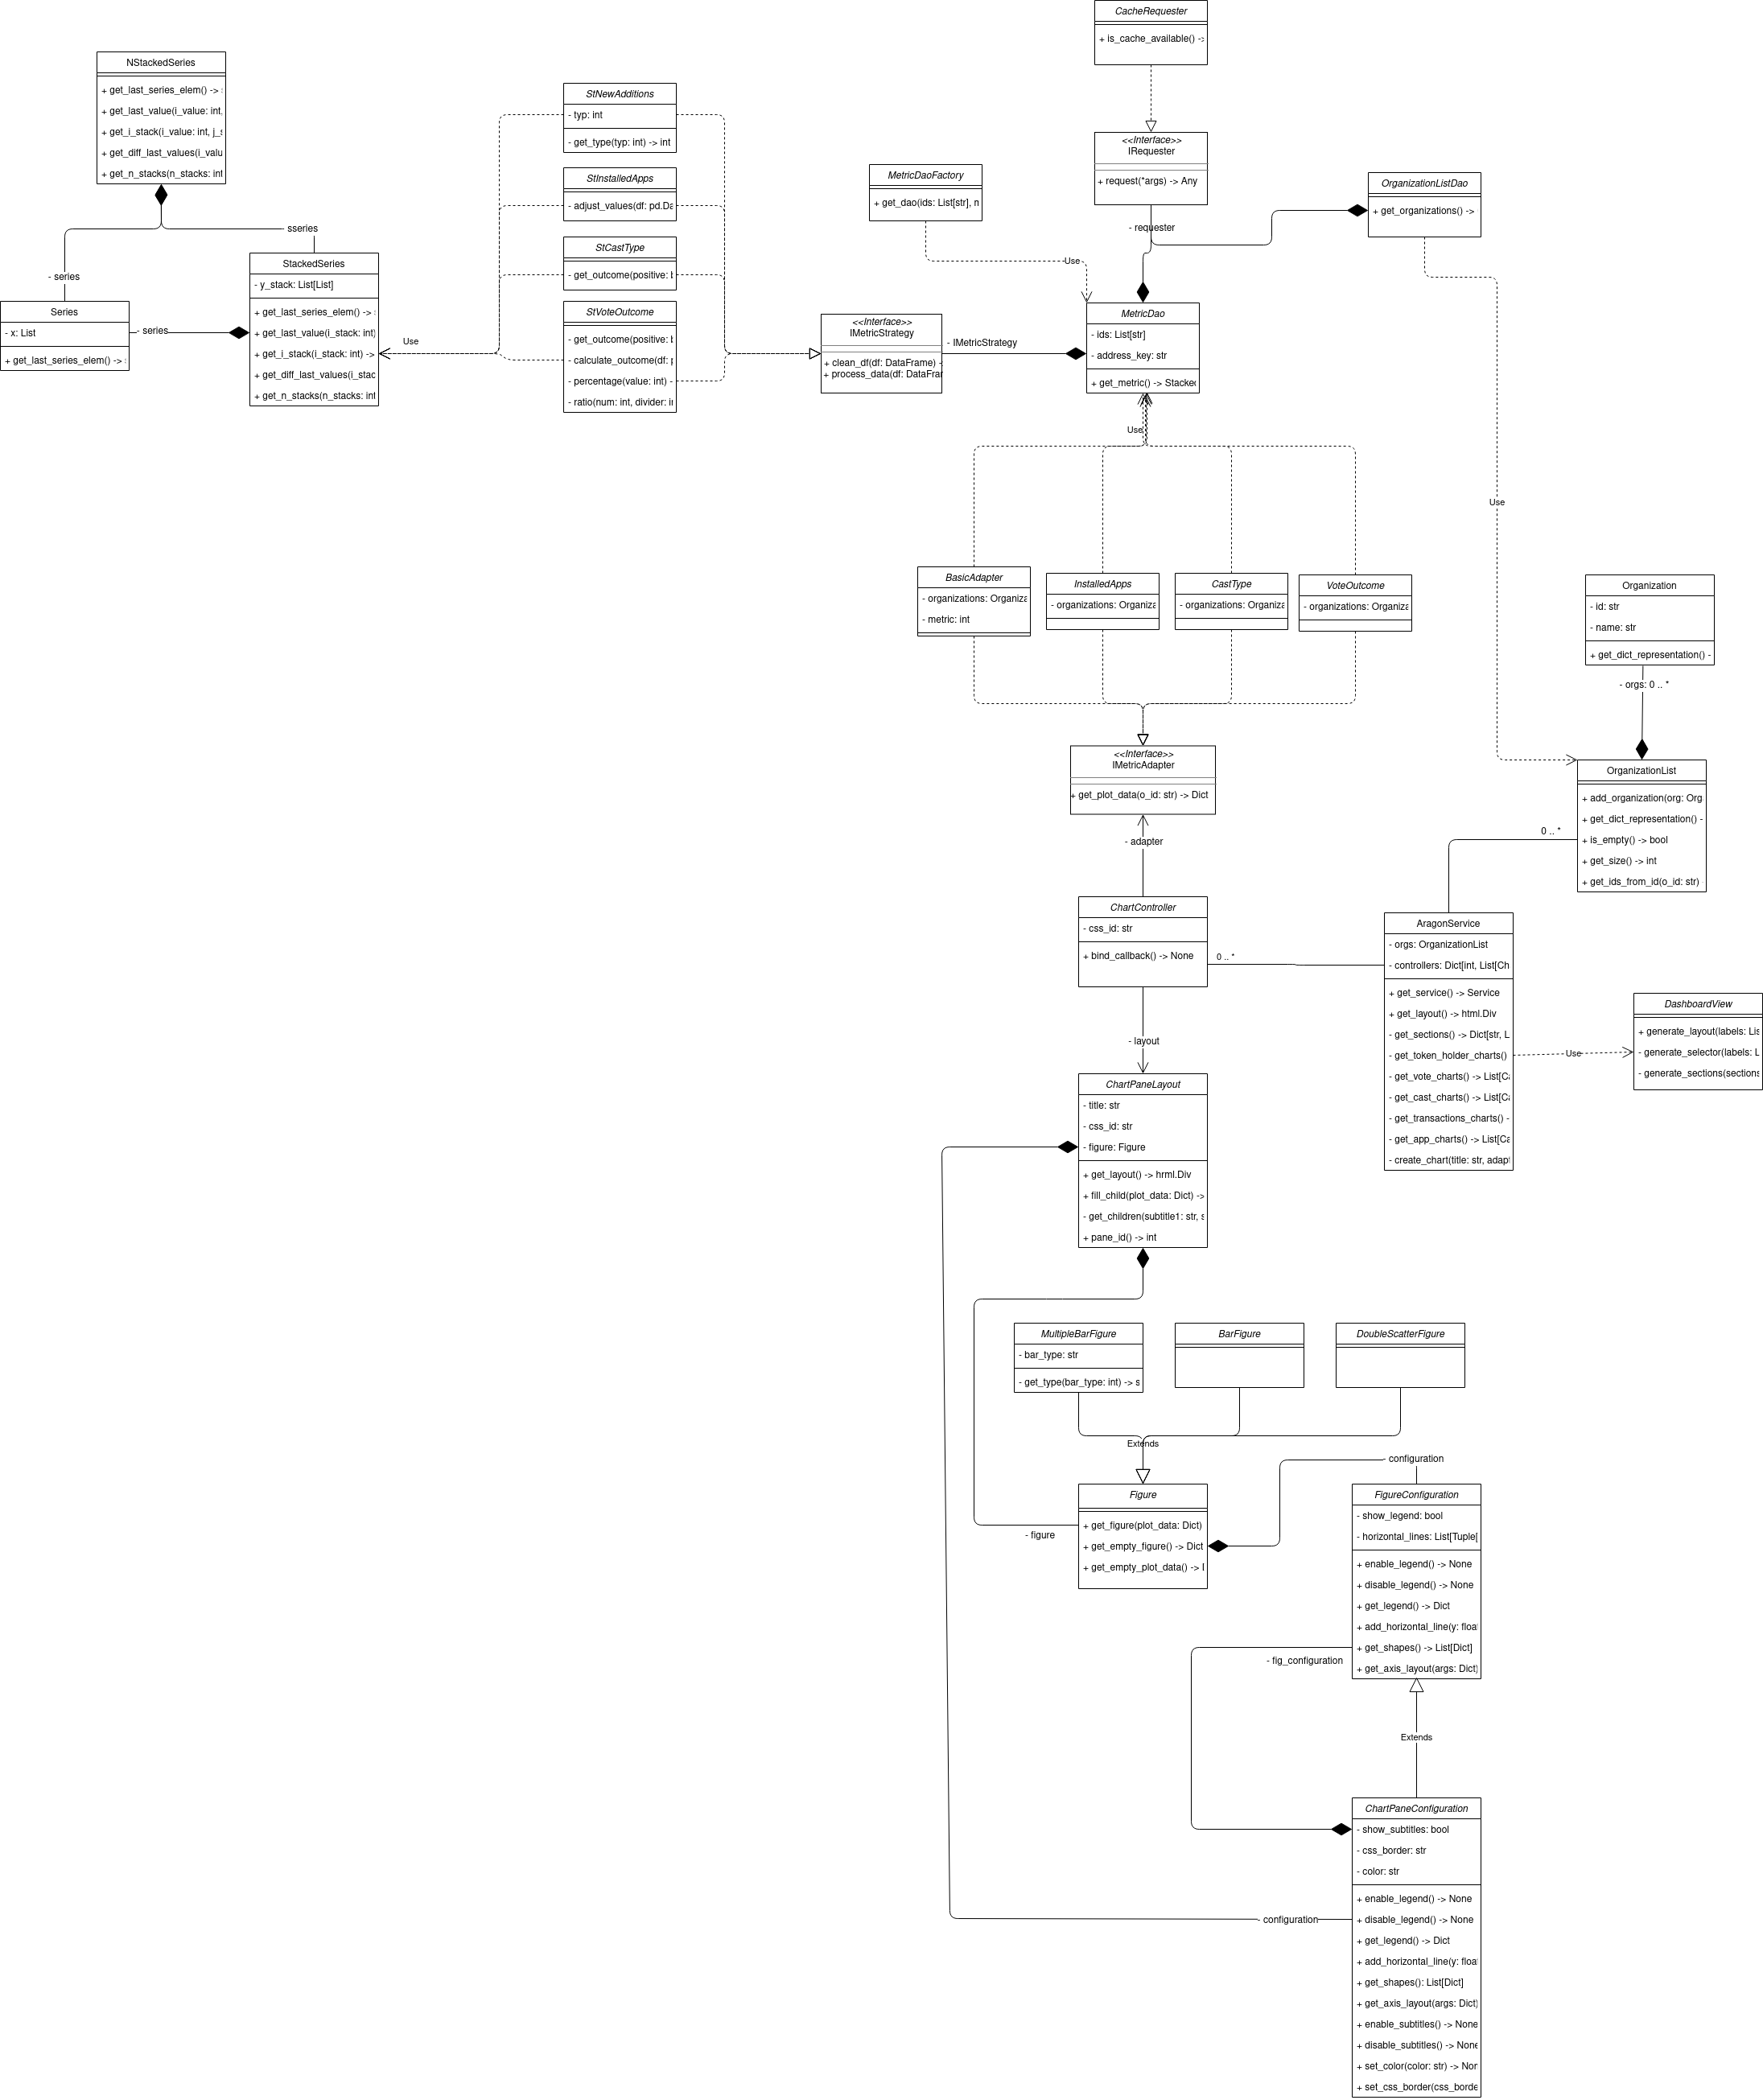 CacheRequester
+ is_cache_available() -
NStackedSeries
+ get_last_series_elem() ->
+ get_last_value(i_value: int,
+ get_i_stack(i_value: int, j_
+ get_diff_last_values(i_valu
+ get_n_stacks(n_stacks: int
StNewAdditions
- typ: int
- get_type(typ: int) -> int
<<Interface>>
IRequester
+ request(*args) -> Any
MetricDaoFactory
+ get_dao(ids: List[str], n
StInstalledApps
- adjust_values(df: pd.Da
OrganizationListDao
+ get_organizations() ->
- requester
- sseries
StCastType
- get_outcome(positive: b
Use
StackedSeries
- y_stack: List[List]
+ get_last_series_elem() ->
+ get_last_value(i_stack: int)
+ get_i_stack(i_stack: int) ->
+ get_diff_last_values(i_stac
+ get_n_stacks(n_stacks: int
- series
Series
- x: List
+ get_last_series_elem() ->
- series
Use
StVoteOutcome
- get_outcome(positive: b
- calculate_outcome(df: p
- percentage(value: int) -
- ratio(num: int, divider: i
<<Interface>>
IMetricStrategy
+ clean_df(df: DataFrame) -
+ process_data(df: DataFrar
- IMetricStrategy
MetricDao
- ids: List[str]
- address_key: str
+ get_metric() -> Stacke
Use
Use
BasicAdapter
- organizations: Organiza
- metric: int
InstalledApps
- organizations: Organiza
CastType
- organizations: Organiza
VoteOutcome
- organizations: Organiza
Organization
- id: str
- name: str
+ get_dict_representation() -
- orgs: 0 .. *
<<Interface>>
IMetricAdapter
+ get_plot_data(o_id: str) -> Dict
OrganizationList
+ add_organization(org: Org
+ get_dict_representation() -
+ is_empty() -> bool
+ get_size() -> int
+ get_ids_from_id(o_id: str)
0 .. *
- adapter
ChartController
- css_id: str
+ bind_callback() -> None
0 .. *
AragonService
- orgs: OrganizationList
- controllers: Dict[int, List[Ch
+ get_service() -> Service
+ get_layout() -> html.Div
- get_sections() -> Dict[str, L
- get_token_holder_charts()
- get_vote_charts() -> List[C
- get_cast_charts() -> List[C
- get_transactions_charts() -
- get_app_charts() -> List[Ca
- create_chart(title: str, adap
Use
DashboardView
+ generate_layout(labels: Lis
- generate_selector(labels: L
- generate_sections(sections
- layout
ChartPaneLayout
- title: str
- css_id: str
- figure: Figure
+ get_layout() -> hrml.Div
+ fill_child(plot_data: Dict) ->
- get_children(subtitle1: str, s
+ pane_id() -> int
MultipleBarFigure
- bar_type: str
- get_type(bar_type: int) -> s
BarFigure
DoubleScatterFigure
Extends
- configuration
Figure
+ get_figure(plot_data: Dict)
+ get_empty_figure() -> Dict
+ get_empty_plot_data() ->
- figure
FigureConfiguration
- show_legend: bool
- horizontal_lines: List[Tuple[
+ enable_legend() -> None
+ disable_legend() -> None
+ get_legend() -> Dict
+ add_horizontal_line(y: floa
+ get_shapes() -> List[Dict]
+ get_axis_layout(args: Dict)
- fig_configuration
Extends
ChartPaneConfiguration
- show_subtitles: bool
- css_border: str
- color: str
+ enable_legend() -> None
+ disable_legend() -> None
+ get_legend() -> Dict
+ add_horizontal_line(y: floa
+ get_shapes(): List[Dict]
+ get_axis_layout(args: Dict)
+ enable_subtitles() -> None
+ disable_subtitles() -> None
+ set_color(color: str) -> Nor
+ set_css_border(css_borde
- configuration